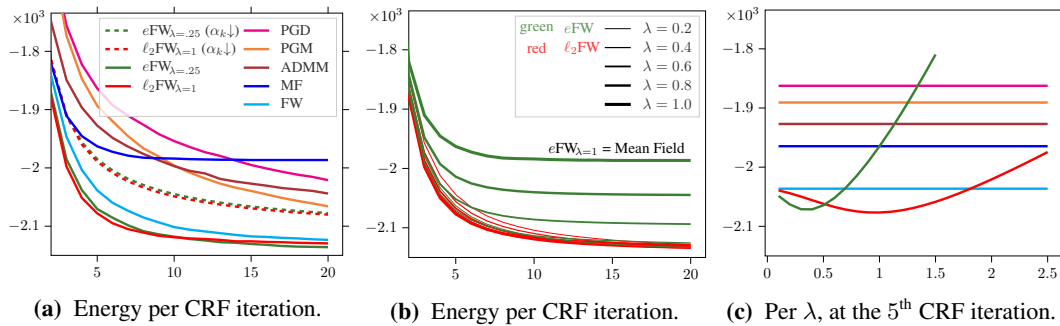 ×10³
−1.8
−1.9
−2
−2.1
5
10
15
20
eFWλ=.25 (αk↓)
ℓ₂FWλ=1 (αk↓)
eFWλ=.25
ℓ₂FWλ=1
PGD
PGM
ADMM
MF
FW
(a) Energy per CRF iteration.
×10³
−1.8
−1.9
−2
−2.1
5
10
15
20
green eFW
red ℓ₂FW
λ = 0.2
λ = 0.4
λ = 0.6
λ = 0.8
λ = 1.0
eFWλ=1 = Mean Field
(b) Energy per CRF iteration.
×10³
−1.8
−1.9
−2
−2.1
0
0.5
1
1.5
2
2.5
(c) Per λ, at the 5th CRF iteration.